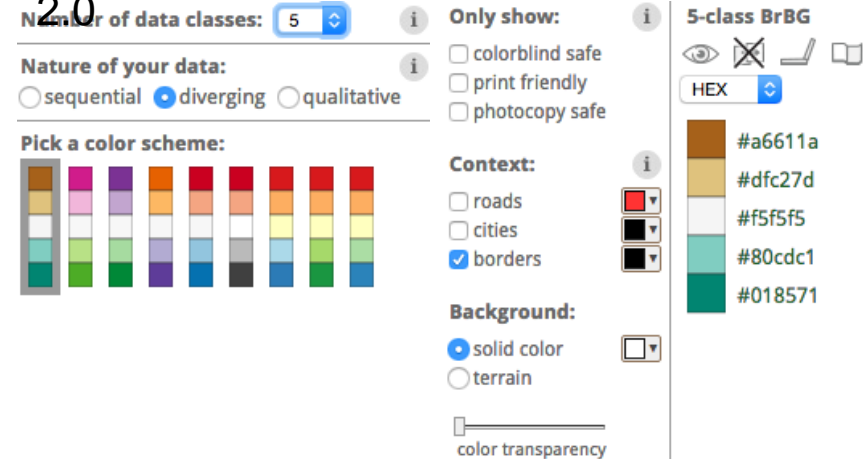 2.0
Number of data classes: 5 i
Nature of your data: i
sequential diverging qualitative
Pick a color scheme:
Only show: i
colorblind safe
print friendly
photocopy safe
Context: i
roads
cities
borders
Background:
solid color
terrain
color transparency
5-class BrBG
HEX
#a6611a
#dfc27d
#f5f5f5
#80cdc1
#018571